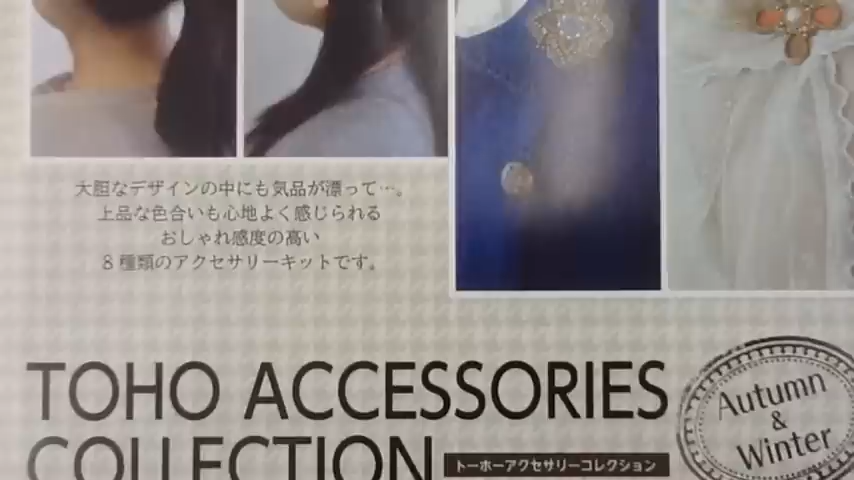 大胆なデザインの中にも気品が漂って…。
上品な色合いも心地よく感じられる
おしゃれ感度の高い
8種類のアクセサリーキットです。
TOHO ACCESSORIES
COLLECTION
トーホーアクセサリーコレクション
Autumn
&
Winter